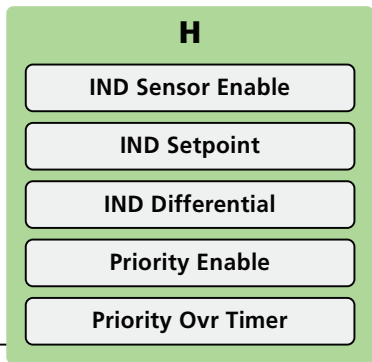 H
IND Sensor Enable
IND Setpoint
IND Differential
Priority Enable
Priority Ovr Timer